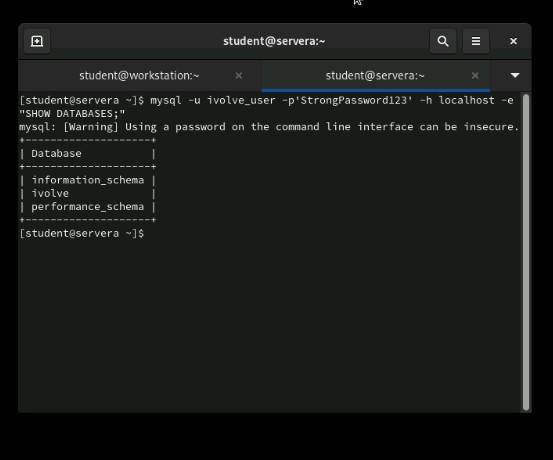 student@servera:~
student@workstation:~ × student@servera:~ ×
[student@servera ~]$ mysql -u ivolve_user -p'StrongPassword123' -h localhost -e
"SHOW DATABASES;"
mysql: [Warning] Using a password on the command line interface can be insecure.
+--------------------+
| Database           |
+--------------------+
| information_schema |
| ivolve             |
| performance_schema |
+--------------------+
[student@servera ~]$